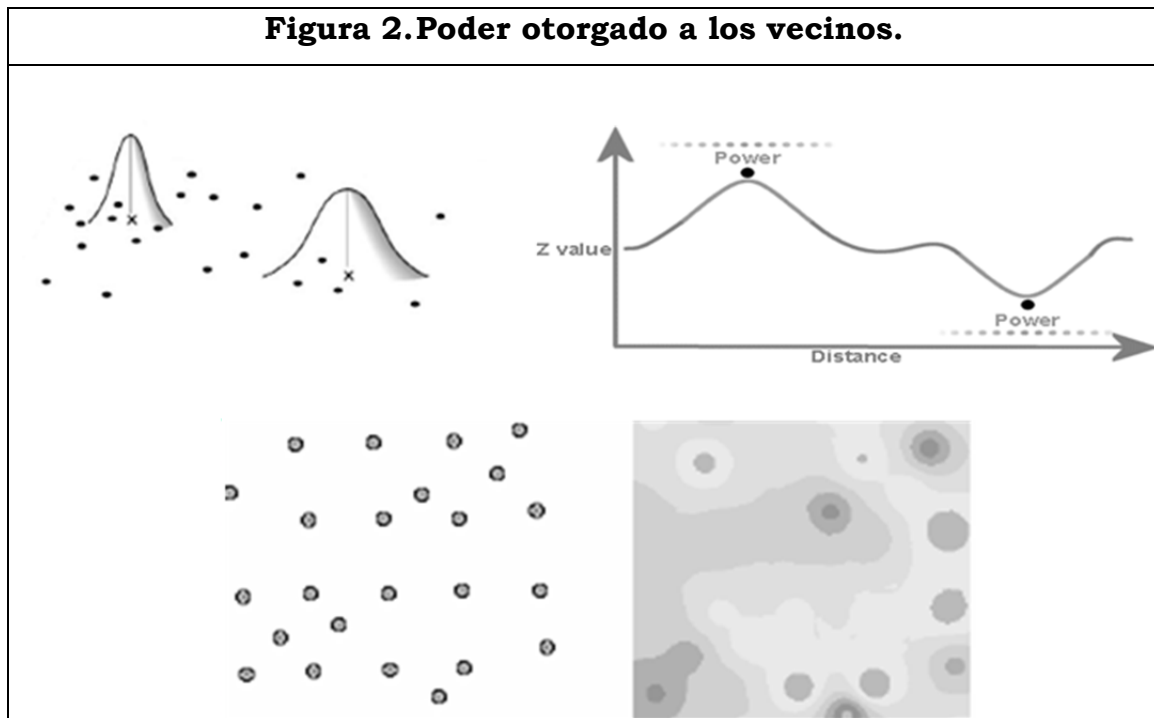 Figura 2.Poder otorgado a los vecinos.
Power
Z value
Power
Distance